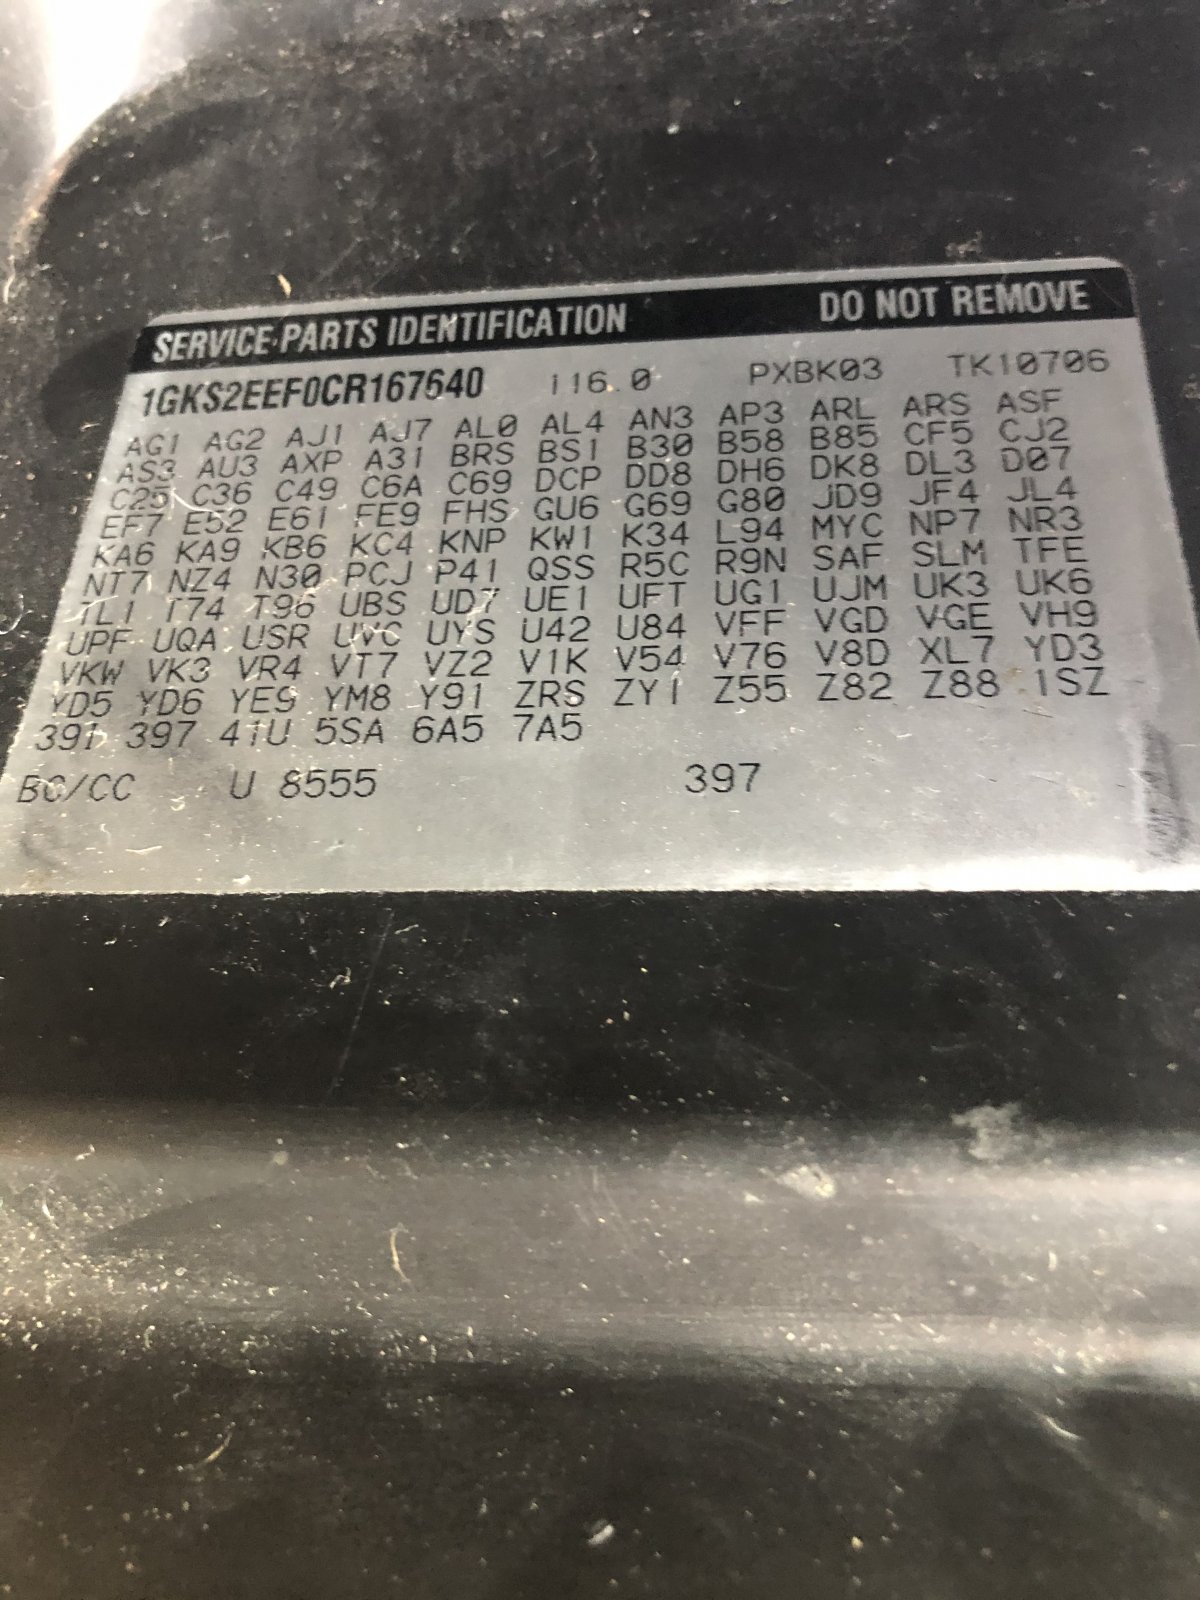 SERVICE PARTS IDENTIFICATION DO NOT REMOVE
1GKS2EEF0CR167640 116.0 PXBK03 TK10706
AG1 AG2 AJ1 AJ7 AL0 AL4 AN3 AP3 ARL ARS ASF
AS3 AU3 AXP A31 BRS BS1 B30 B58 B85 CF5 CJ2
C25 C36 C49 C6A C69 DCP DD8 DH6 DK8 DL3 D07
EF7 E52 E61 FE9 FHS GU6 G69 G80 JD9 JF4 JL4
KA6 KA9 KB6 KC4 KNP KW1 K34 L94 MYC NP7 NR3
NT7 NZ4 N30 PCJ P41 QSS R5C R9N SAF SLM TFE
TL1 T74 T96 UBS UD7 UE1 UFT UG1 UJM UK3 UK6
UPF UQA USR UVC UYS U42 U84 VFF VGD VGE VH9
VKW VK3 VR4 VT7 VZ2 V1K V54 V76 V8D XL7 YD3
YD5 YD6 YE9 YM8 Y91 ZRS ZY1 Z55 Z82 Z88 1SZ
391 397 41U 5SA 6A5 7A5
BC/CC U 8555 397